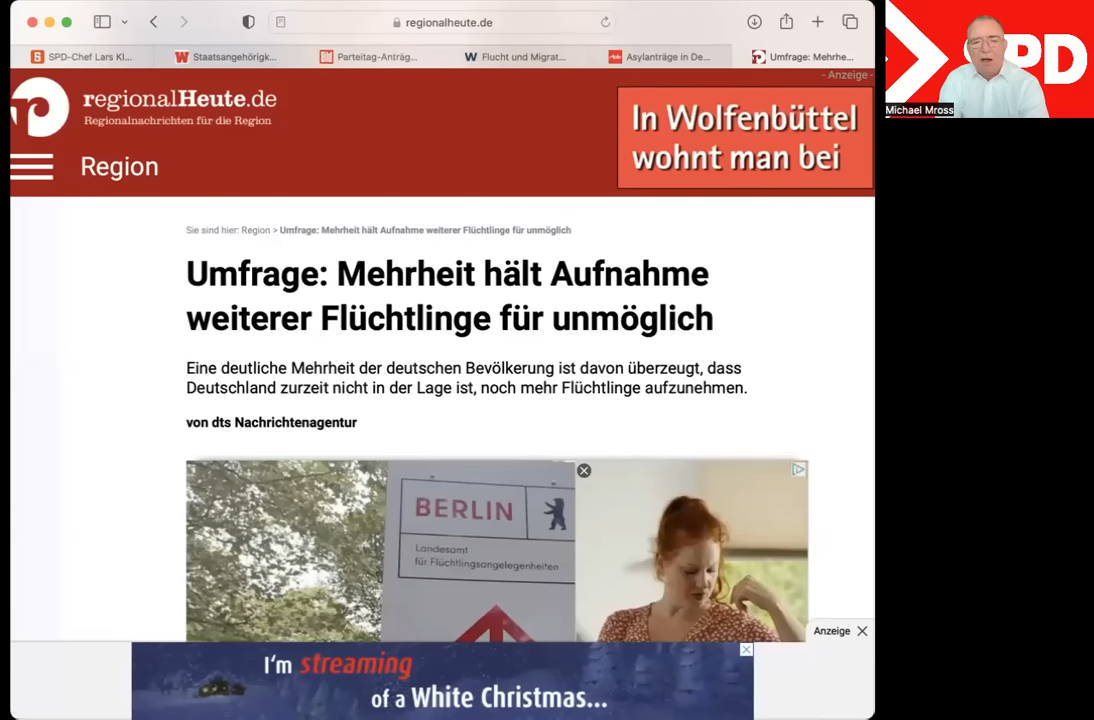 regionalheute.de
SPD-Chef Lars Kl...
Staatsangehörigk...
Parteitag-Anträg...
Flucht und Migrat...
Asylanträge in De...
Umfrage: Mehrhe...
SPD
Michael Mross
- Anzeige -
regionalHeute.de
Regionalnachrichten für die Region
In Wolfenbüttel
wohnt man bei
Region
Sie sind hier: Region > Umfrage: Mehrheit hält Aufnahme weiterer Flüchtlinge für unmöglich
Umfrage: Mehrheit hält Aufnahme
weiterer Flüchtlinge für unmöglich
Eine deutliche Mehrheit der deutschen Bevölkerung ist davon überzeugt, dass
Deutschland zurzeit nicht in der Lage ist, noch mehr Flüchtlinge aufzunehmen.
von dts Nachrichtenagentur
BERLIN
Landesamt
für Flüchtlingsangelegenheiten
Anzeige
I'm streaming
of a White Christmas...